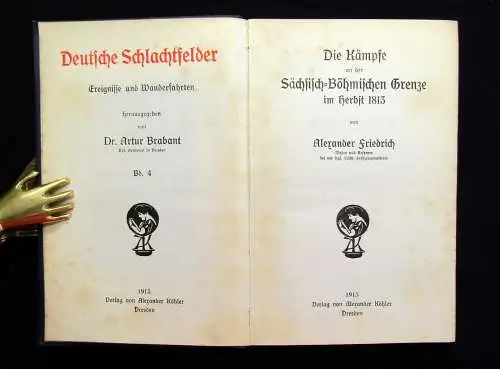 Deutsche Schlachtfelder
Ereignisse und Wanderfahrten
Herausgegeben
von
Dr. Artur Brabant
Bd. 4
1913
Verlag von Alexander Köhler
Dresden
Die Kämpfe
an der
Sächsisch-Böhmischen Grenze
im Herbst 1813
von
Alexander Friedrich
1913
Verlag von Alexander Köhler
Dresden